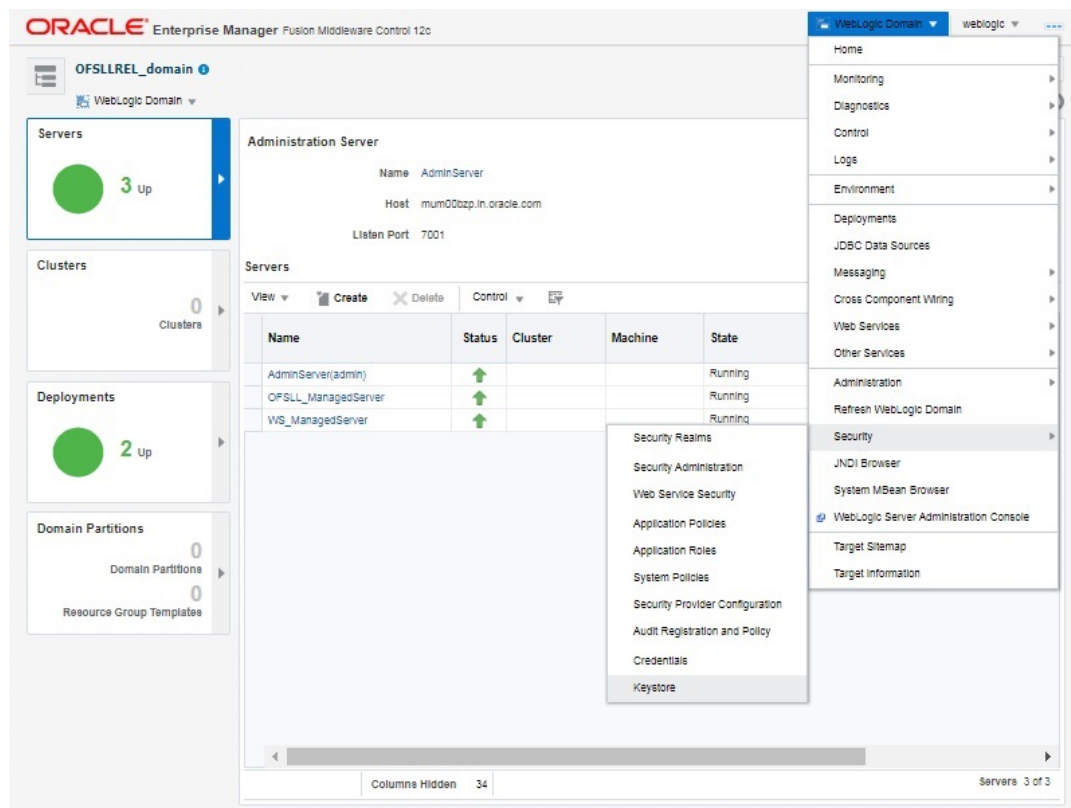 ORACLE® Enterprise Manager Fusion Middleware Control 12c
WebLogic Domain
weblogic
OFSLLREL_domain
WebLogic Domain
Servers
3 Up
Clusters
0
Clusters
Deployments
2 Up
Domain Partitions
0
Domain Partitions
0
Resource Group Templates
Administration Server
Name AdminServer
Host mum00bzp.in.oracle.com
Listen Port 7001
Servers
View Create Delete Control
Name Status Cluster Machine State
AdminServer(admin) Running
OFSLL_ManagedServer Running
WS_ManagedServer Running
Columns Hidden 34
Servers 3 of 3
Home
Monitoring
Diagnostics
Control
Logs
Environment
Deployments
JDBC Data Sources
Messaging
Cross Component Wiring
Web Services
Other Services
Administration
Refresh WebLogic Domain
Security
JNDI Browser
System MBean Browser
WebLogic Server Administration Console
Target Sitemap
Target Information
Security Realms
Security Administration
Web Service Security
Application Policies
Application Roles
System Policies
Security Provider Configuration
Audit Registration and Policy
Credentials
Keystore